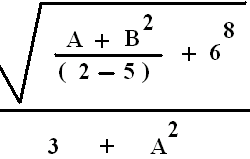 √((A + B^2)/(2 − 5) + 6^8)
3 + A^2